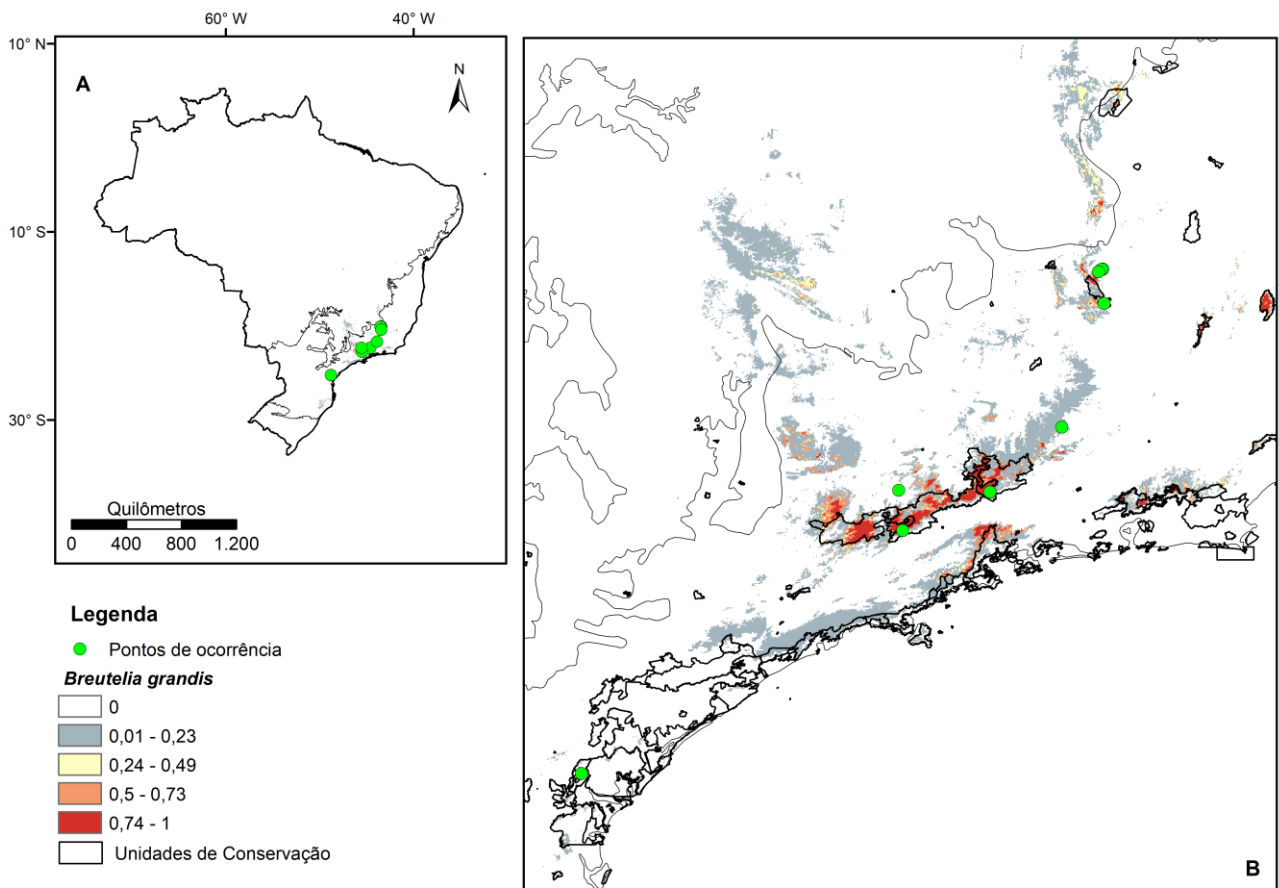 60° W 40° W
10° N
A
N
10° S
30° S
Quilômetros
0 400 800 1.200
Legenda
Pontos de ocorrência
Breutelia grandis
0
0,01 - 0,23
0,24 - 0,49
0,5 - 0,73
0,74 - 1
Unidades de Conservação
B